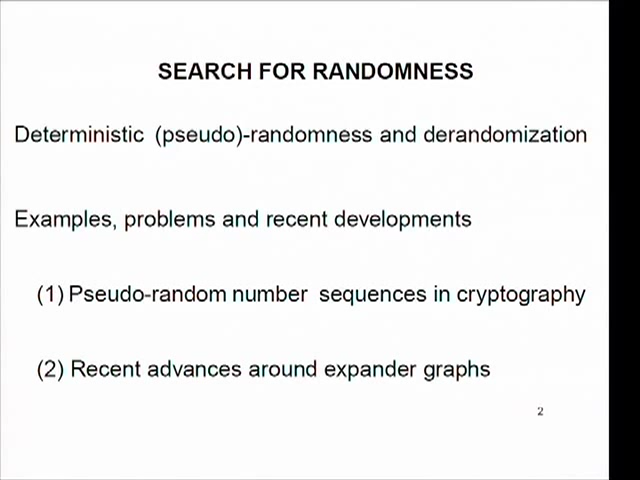 SEARCH FOR RANDOMNESS
Deterministic (pseudo)-randomness and derandomization
Examples, problems and recent developments
(1) Pseudo-random number sequences in cryptography
(2) Recent advances around expander graphs
2